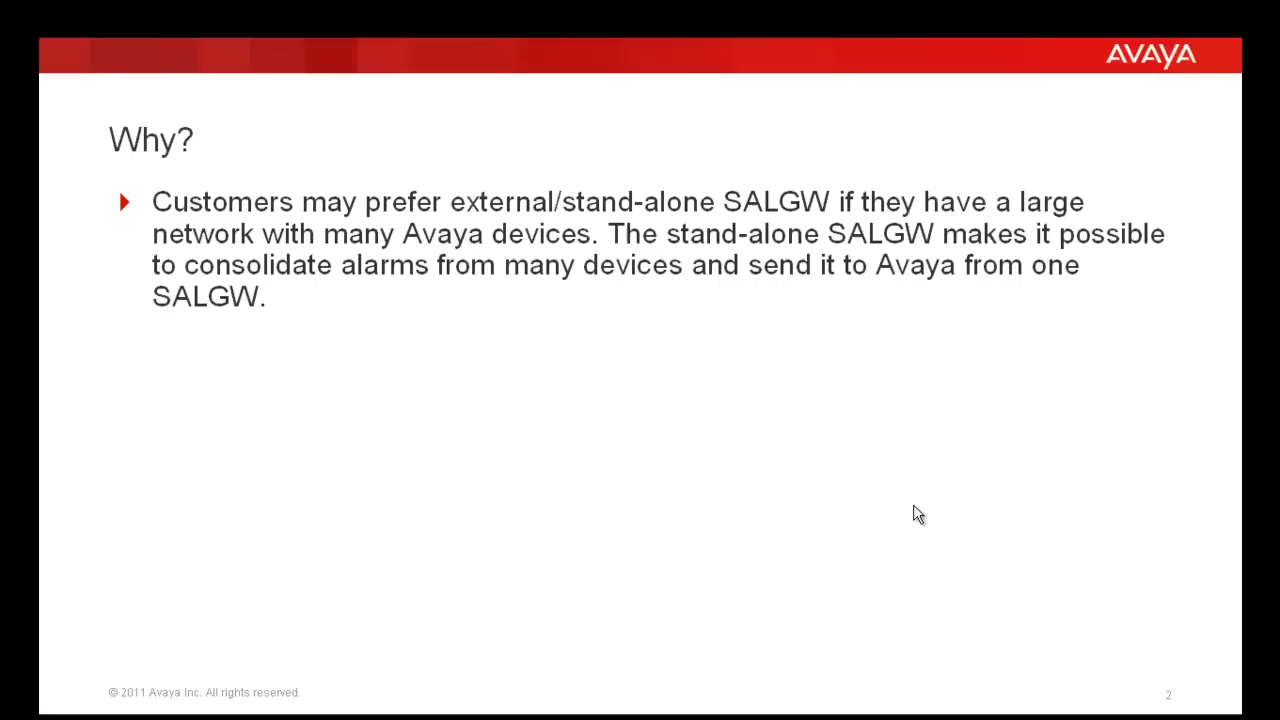 AVAYA
Why?
Customers may prefer external/stand-alone SALGW if they have a large
network with many Avaya devices. The stand-alone SALGW makes it possible
to consolidate alarms from many devices and send it to Avaya from one
SALGW.
© 2011 Avaya Inc. All rights reserved.
2